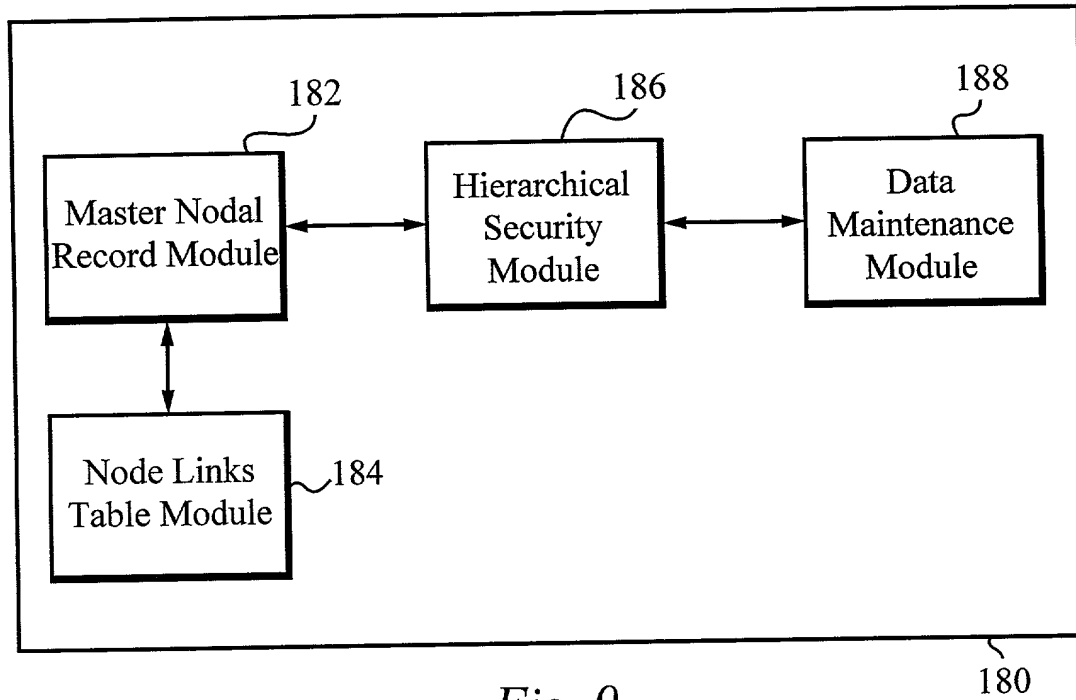 182
186
188
Master Nodal
Record Module
Hierarchical
Security
Module
Data
Maintenance
Module
Node Links
Table Module
184
180